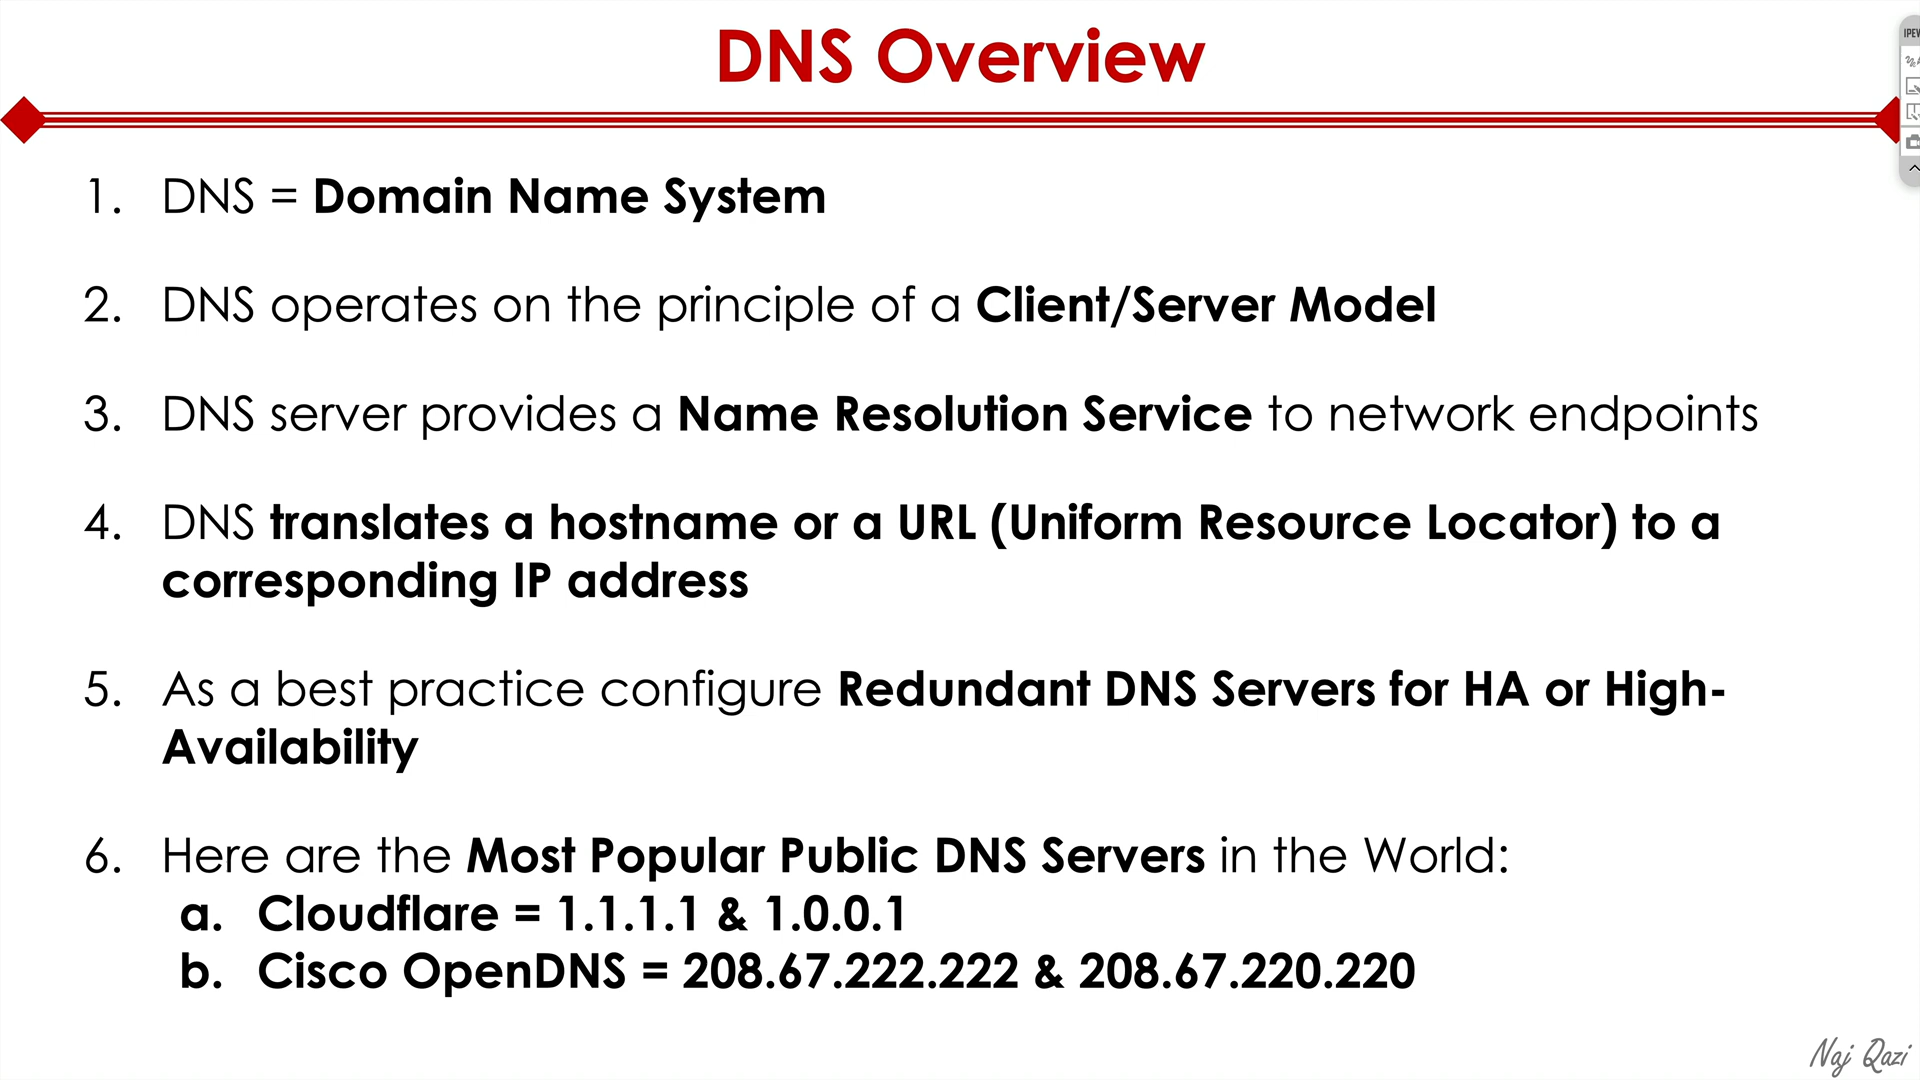 DNS Overview
1. DNS = Domain Name System
2. DNS operates on the principle of a Client/Server Model
3. DNS server provides a Name Resolution Service to network endpoints
4. DNS translates a hostname or a URL (Uniform Resource Locator) to a
corresponding IP address
5. As a best practice configure Redundant DNS Servers for HA or High-
Availability
6. Here are the Most Popular Public DNS Servers in the World:
a. Cloudflare = 1.1.1.1 & 1.0.0.1
b. Cisco OpenDNS = 208.67.222.222 & 208.67.220.220
Naj Qazi